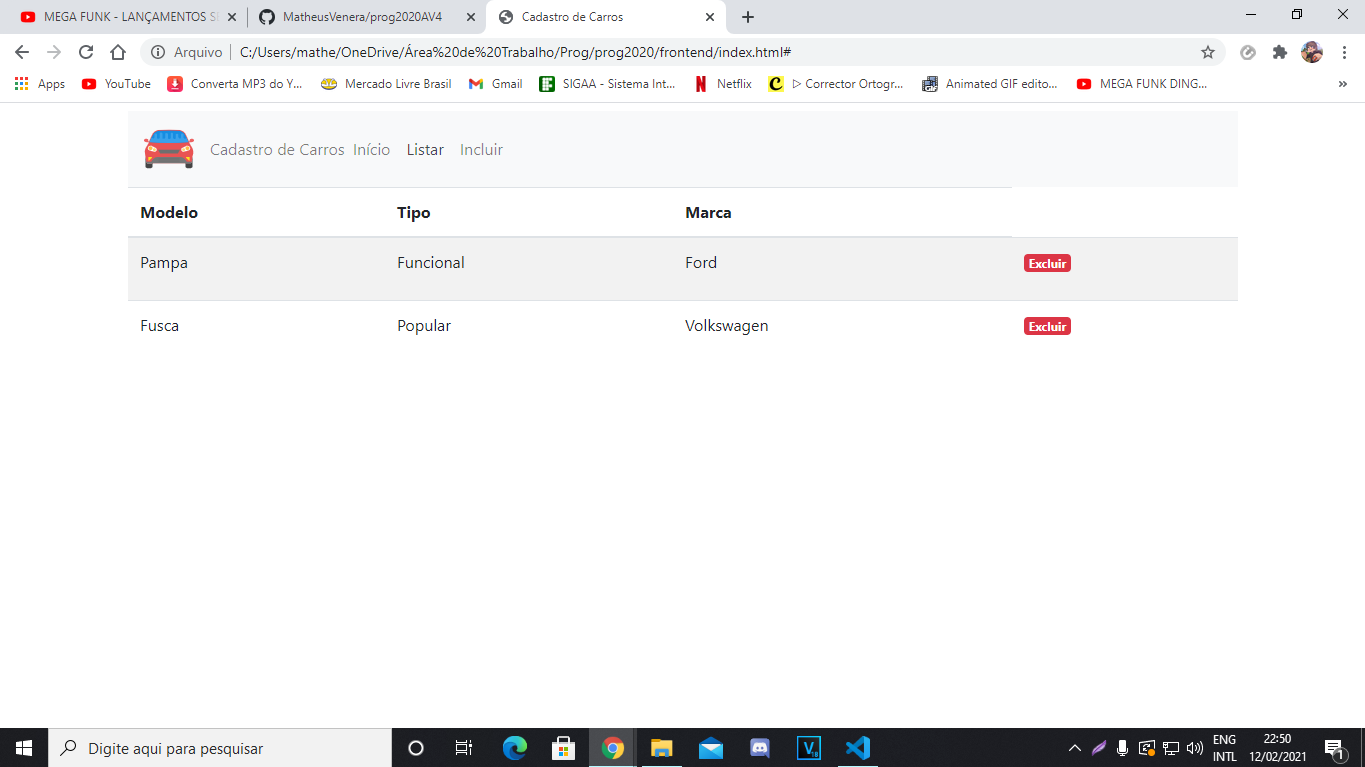 MEGA FUNK - LANÇAMENTOS S
MatheusVenera/prog2020AV4
Cadastro de Carros
Arquivo
C:/Users/mathe/OneDrive/Área%20de%20Trabalho/Prog/prog2020/frontend/index.html#
Apps YouTube Converta MP3 do Y... Mercado Livre Brasil Gmail SIGAA - Sistema Int... Netflix ▷ Corrector Ortogr... Animated GIF edito... MEGA FUNK DING... »
Cadastro de Carros Início Listar Incluir
Modelo Tipo Marca
Pampa Funcional Ford Excluir
Fusca Popular Volkswagen Excluir
Digite aqui para pesquisar
ENG
INTL
22:50
12/02/2021
1